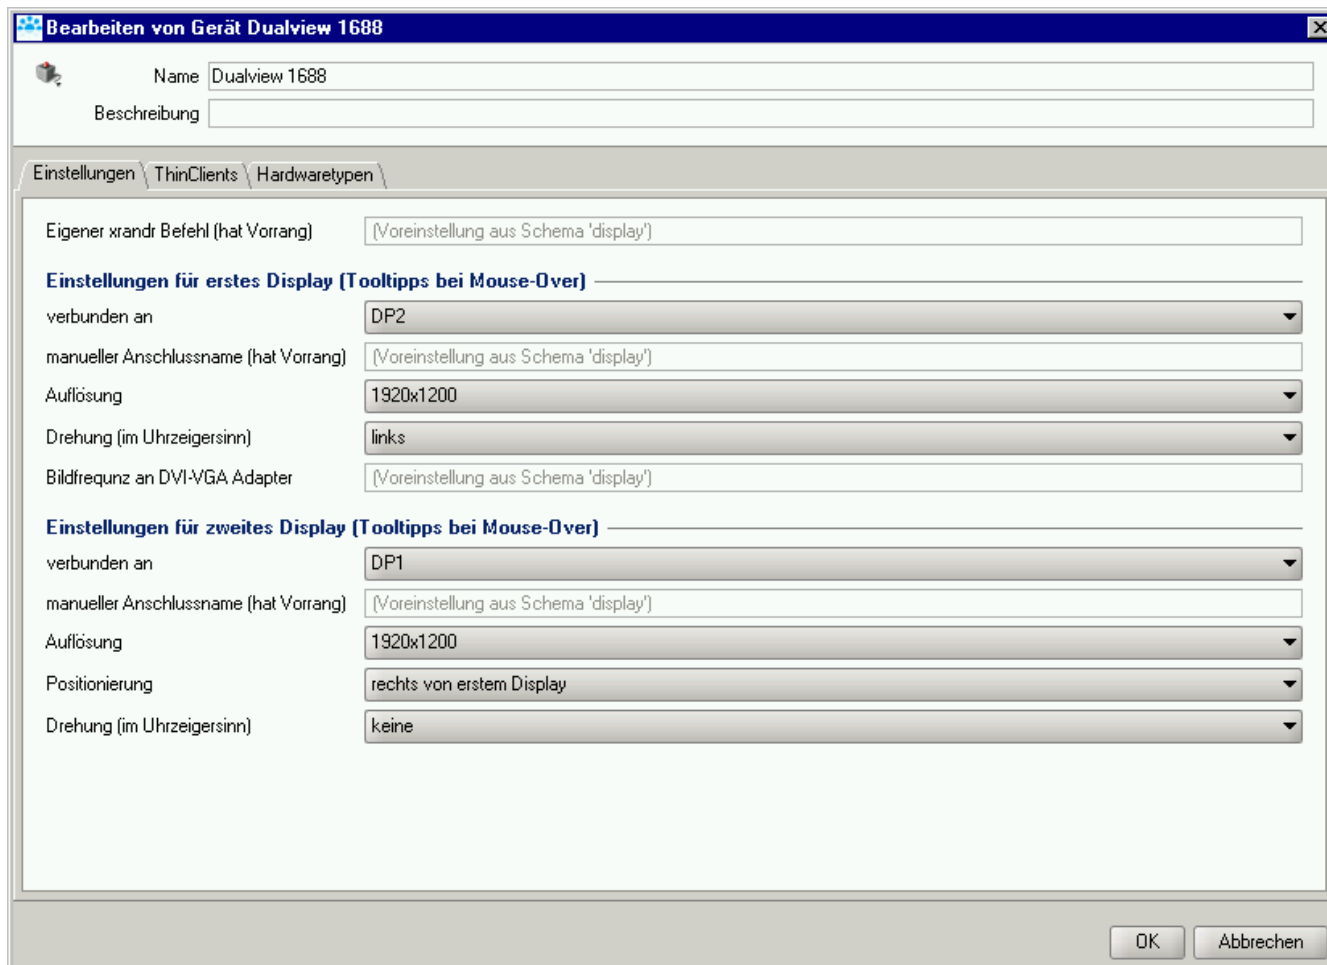 Bearbeiten von Gerät Dualview 1688
Name Dualview 1688
Beschreibung
Einstellungen ThinClients Hardwaretypen
Eigener xrandr Befehl (hat Vorrang) (Voreinstellung aus Schema 'display')
Einstellungen für erstes Display (Tooltipps bei Mouse-Over)
verbunden an DP2
manueller Anschlussname (hat Vorrang) (Voreinstellung aus Schema 'display')
Auflösung 1920x1200
Drehung (im Uhrzeigersinn) links
Bildfrequnz an DVI-VGA Adapter (Voreinstellung aus Schema 'display')
Einstellungen für zweites Display (Tooltipps bei Mouse-Over)
verbunden an DP1
manueller Anschlussname (hat Vorrang) (Voreinstellung aus Schema 'display')
Auflösung 1920x1200
Positionierung rechts von erstem Display
Drehung (im Uhrzeigersinn) keine
OK Abbrechen